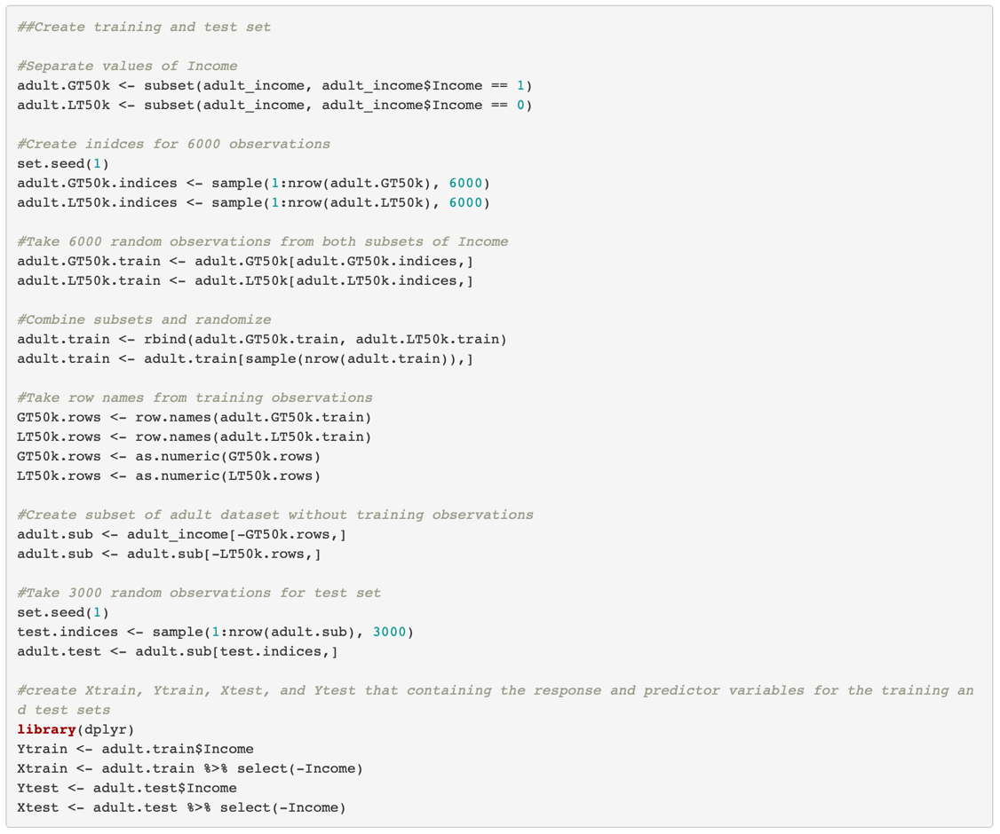 ##Create training and test set
#Separate values of Income
adult.GT50k <- subset(adult_income, adult_income$Income == 1)
adult.LT50k <- subset(adult_income, adult_income$Income == 0)
#Create inidces for 6000 observations
set.seed(1)
adult.GT50k.indices <- sample(1:nrow(adult.GT50k), 6000)
adult.LT50k.indices <- sample(1:nrow(adult.LT50k), 6000)
#Take 6000 random observations from both subsets of Income
adult.GT50k.train <- adult.GT50k[adult.GT50k.indices,]
adult.LT50k.train <- adult.LT50k[adult.LT50k.indices,]
#Combine subsets and randomize
adult.train <- rbind(adult.GT50k.train, adult.LT50k.train)
adult.train <- adult.train[sample(nrow(adult.train)),]
#Take row names from training observations
GT50k.rows <- row.names(adult.GT50k.train)
LT50k.rows <- row.names(adult.LT50k.train)
GT50k.rows <- as.numeric(GT50k.rows)
LT50k.rows <- as.numeric(LT50k.rows)
#Create subset of adult dataset without training observations
adult.sub <- adult_income[-GT50k.rows,]
adult.sub <- adult.sub[-LT50k.rows,]
#Take 3000 random observations for test set
set.seed(1)
test.indices <- sample(1:nrow(adult.sub), 3000)
adult.test <- adult.sub[test.indices,]
#create Xtrain, Ytrain, Xtest, and Ytest that containing the response and predictor variables for the training an
d test sets
library(dplyr)
Ytrain <- adult.train$Income
Xtrain <- adult.train %>% select(-Income)
Ytest <- adult.test$Income
Xtest <- adult.test %>% select(-Income)